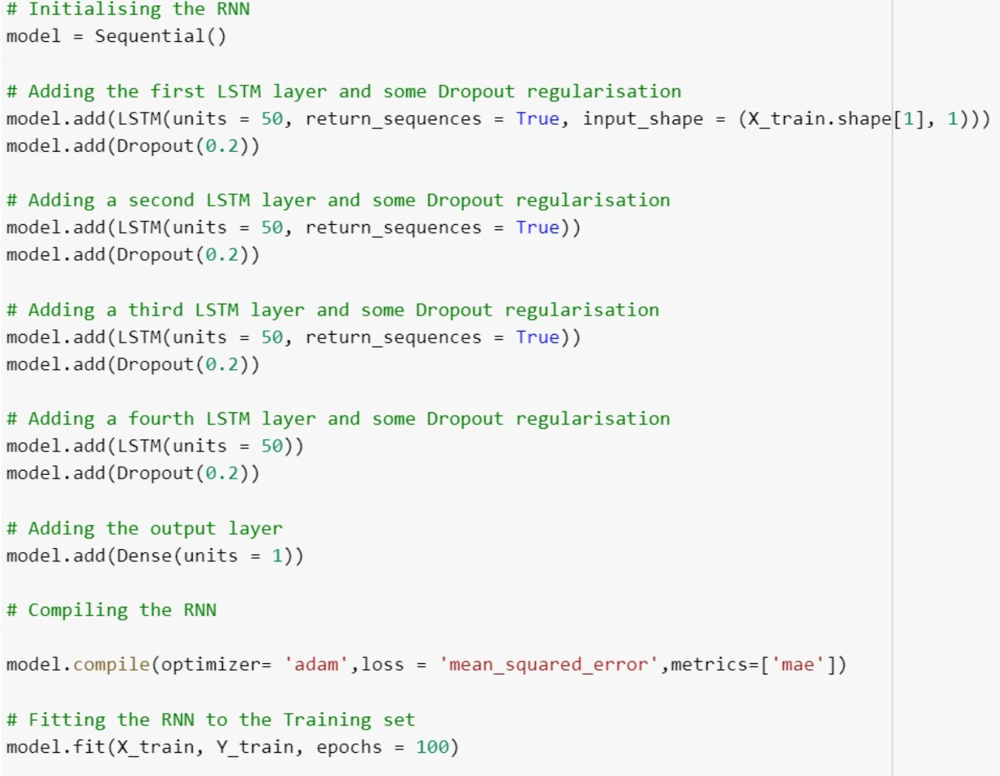 # Initialising the RNN
model = Sequential()
# Adding the first LSTM layer and some Dropout regularisation
model.add(LSTM(units = 50, return_sequences = True, input_shape = (X_train.shape[1], 1)))
model.add(Dropout(0.2))
# Adding a second LSTM layer and some Dropout regularisation
model.add(LSTM(units = 50, return_sequences = True))
model.add(Dropout(0.2))
# Adding a third LSTM layer and some Dropout regularisation
model.add(LSTM(units = 50, return_sequences = True))
model.add(Dropout(0.2))
# Adding a fourth LSTM layer and some Dropout regularisation
model.add(LSTM(units = 50))
model.add(Dropout(0.2))
# Adding the output layer
model.add(Dense(units = 1))
# Compiling the RNN
model.compile(optimizer= 'adam',loss = 'mean_squared_error',metrics=['mae'])
# Fitting the RNN to the Training set
model.fit(X_train, Y_train, epochs = 100)